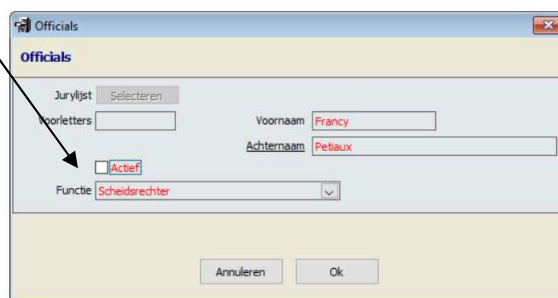 Officials
Officials
Jurylijst Selecteren
Voorletters Voornaam Francy
Achternaam Petiaux
Actief
Functie Scheidsrechter
Annuleren Ok